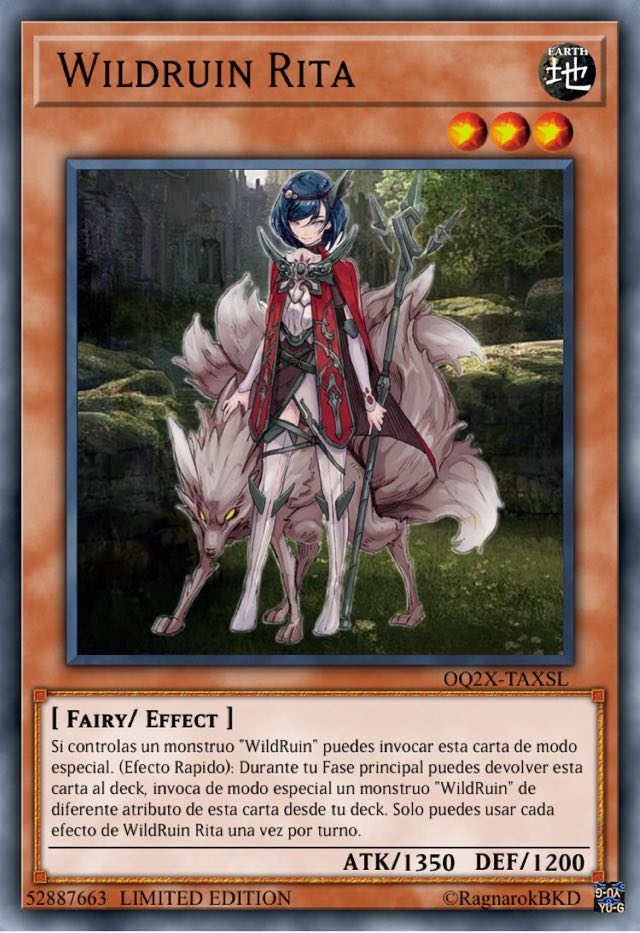 WILDRUIN RITA
EARTH
地
OQ2X-TAXSL
[ FAIRY/ EFFECT ]
Si controlas un monstruo "WildRuin" puedes invocar esta carta de modo
especial. (Efecto Rapido): Durante tu Fase principal puedes devolver esta
carta al deck, invoca de modo especial un monstruo "WildRuin" de
diferente atributo de esta carta desde tu deck. Solo puedes usar cada
efecto de WildRuin Rita una vez por turno.
ATK/1350 DEF/1200
52887663 LIMITED EDITION ©RagnarokBKD
YU-G
YU-G